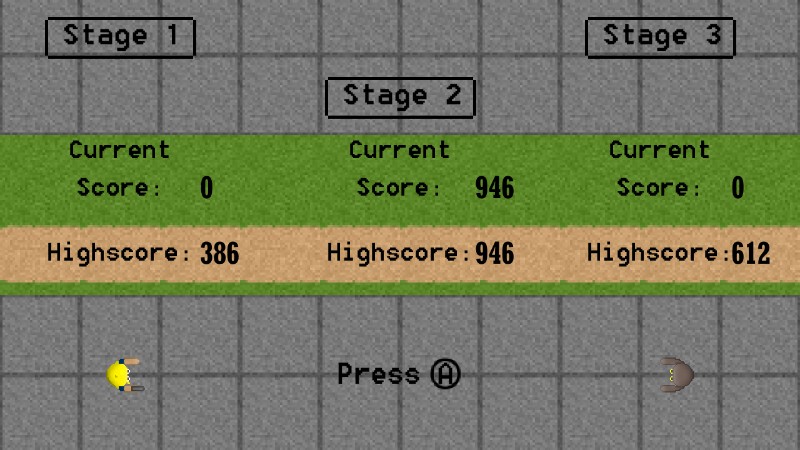 Stage 1 Stage 3
Stage 2
Current Current Current
Score: 0 Score: 946 Score: 0
Highscore: 386 Highscore: 946 Highscore: 612
Press A